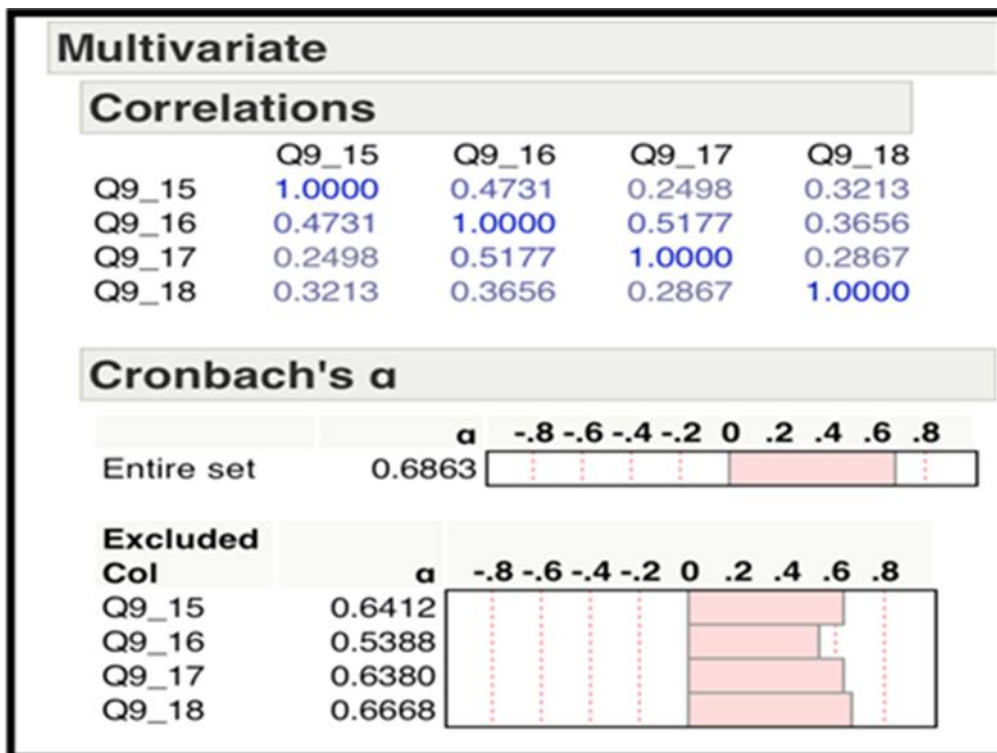 Multivariate
Correlations
Q9_15 Q9_16 Q9_17 Q9_18
Q9_15 1.0000 0.4731 0.2498 0.3213
Q9_16 0.4731 1.0000 0.5177 0.3656
Q9_17 0.2498 0.5177 1.0000 0.2867
Q9_18 0.3213 0.3656 0.2867 1.0000
Cronbach's α
α -.8 -.6 -.4 -.2 0 .2 .4 .6 .8
Entire set 0.6863
Excluded
Col α -.8 -.6 -.4 -.2 0 .2 .4 .6 .8
Q9_15 0.6412
Q9_16 0.5388
Q9_17 0.6380
Q9_18 0.6668